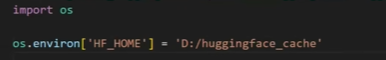 import os
os.environ['HF_HOME'] = 'D:/huggingface_cache'